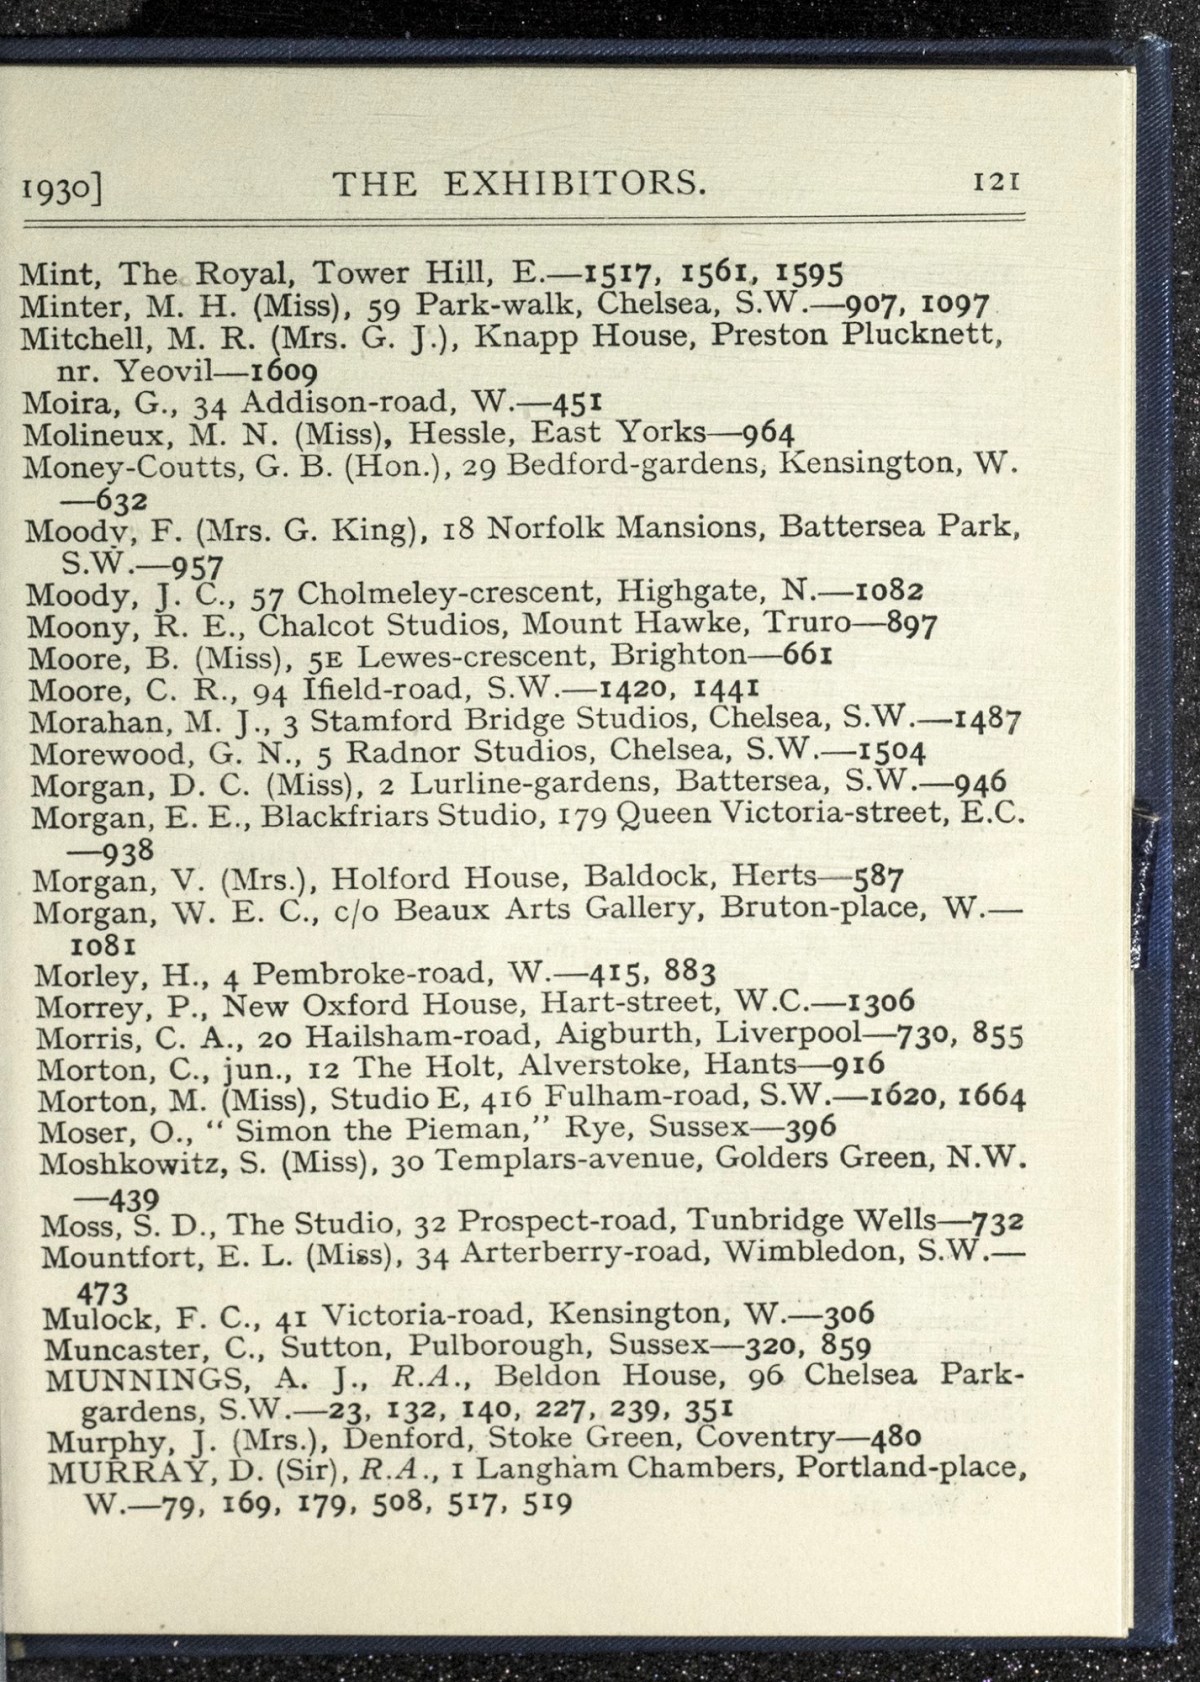 1930] THE EXHIBITORS. 121
Mint, The Royal, Tower Hill, E.—1517, 1561, 1595
Minter, M. H. (Miss), 59 Park-walk, Chelsea, S.W.—907, 1097
Mitchell, M. R. (Mrs. G. J.), Knapp House, Preston Plucknett,
nr. Yeovil—1609
Moira, G., 34 Addison-road, W.—451
Molineux, M. N. (Miss), Hessle, East Yorks—964
Money-Coutts, G. B. (Hon.), 29 Bedford-gardens, Kensington, W.
—632
Moody, F. (Mrs. G. King), 18 Norfolk Mansions, Battersea Park,
S.W.—957
Moody, J. C., 57 Cholmeley-crescent, Highgate, N.—1082
Moony, R. E., Chalcot Studios, Mount Hawke, Truro—897
Moore, B. (Miss), 5E Lewes-crescent, Brighton—661
Moore, C. R., 94 Ifield-road, S.W.—1420, 1441
Morahan, M. J., 3 Stamford Bridge Studios, Chelsea, S.W.—1487
Morewood, G. N., 5 Radnor Studios, Chelsea, S.W.—1504
Morgan, D. C. (Miss), 2 Lurline-gardens, Battersea, S.W.—946
Morgan, E. E., Blackfriars Studio, 179 Queen Victoria-street, E.C.
—938
Morgan, V. (Mrs.), Holford House, Baldock, Herts—587
Morgan, W. E. C., c/o Beaux Arts Gallery, Bruton-place, W.—
1081
Morley, H., 4 Pembroke-road, W.—415, 883
Morrey, P., New Oxford House, Hart-street, W.C.—1306
Morris, C. A., 20 Hailsham-road, Aigburth, Liverpool—730, 855
Morton, C., jun., 12 The Holt, Alverstoke, Hants—916
Morton, M. (Miss), Studio E, 416 Fulham-road, S.W.—1620, 1664
Moser, O., “ Simon the Pieman,” Rye, Sussex—396
Moshkowitz, S. (Miss), 30 Templars-avenue, Golders Green, N.W.
—439
Moss, S. D., The Studio, 32 Prospect-road, Tunbridge Wells—732
Mountfort, E. L. (Miss), 34 Arterberry-road, Wimbledon, S.W.—
473
Mulock, F. C., 41 Victoria-road, Kensington, W.—306
Muncaster, C., Sutton, Pulborough, Sussex—320, 859
MUNNINGS, A. J., R.A., Beldon House, 96 Chelsea Park-
gardens, S.W.—23, 132, 140, 227, 239, 351
Murphy, J. (Mrs.), Denford, Stoke Green, Coventry—480
MURRAY, D. (Sir), R.A., 1 Langham Chambers, Portland-place,
W.—79, 169, 179, 508, 517, 519